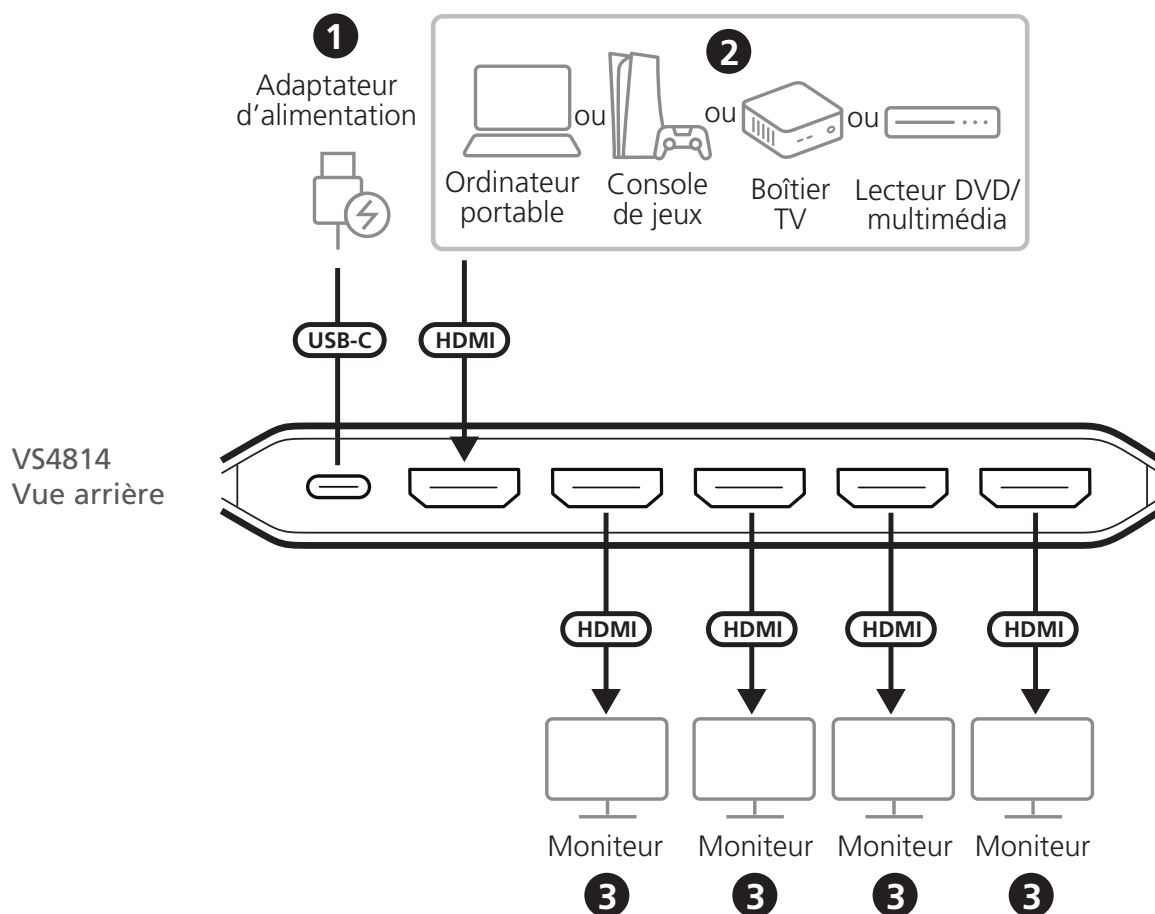 1
Adaptateur
d'alimentation
2
ou
ou
ou
Ordinateur
portable
Console
de jeux
Boîtier
TV
Lecteur DVD/
multimédia
USB-C
HDMI
VS4814
Vue arrière
HDMI
HDMI
HDMI
HDMI
Moniteur
Moniteur
Moniteur
Moniteur
3
3
3
3